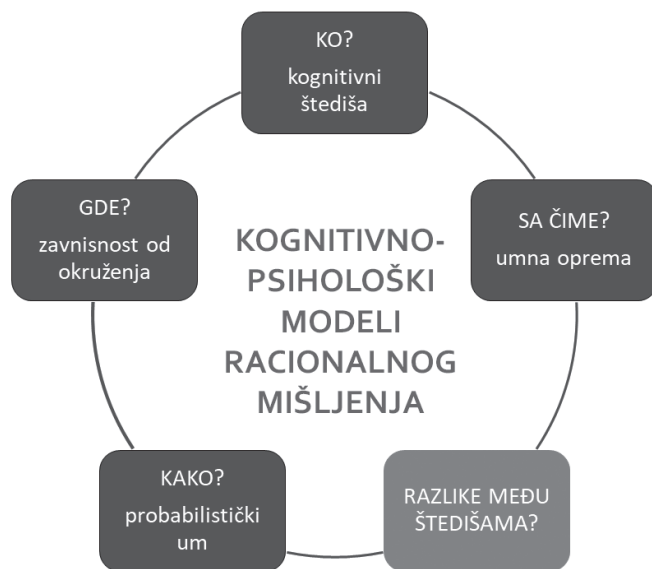 KO?
kognitivni
štediša
SA ČIME?
umna oprema
RAZLIKE MEĐU
ŠTEDIŠAMA?
KAKO?
probabilistički
um
GDE?
zavnisnost od
okruženja
KOGNITIVNO-
PSIHOLOŠKI
MODELI
RACIONALNOG
MIŠLJENJA